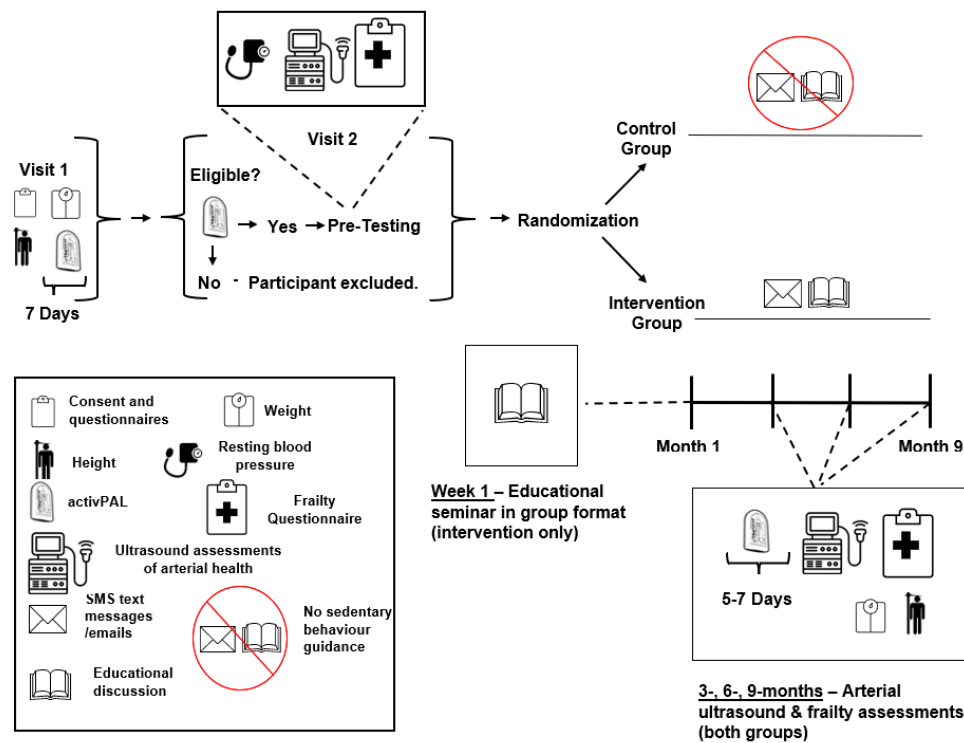 Visit 2
Control
Group
Visit 1
Eligible?
Yes
Pre-Testing
Randomization
No - Participant excluded.
7 Days
Intervention
Group
Consent and
questionnaires
Weight
Height
Resting blood
pressure
activPAL
Frailty
Questionnaire
Ultrasound assessments
of arterial health
SMS text
messages
/emails
No sedentary
behaviour
guidance
Educational
discussion
Month 1
Month 9
Week 1 – Educational
seminar in group format
(intervention only)
5-7 Days
3-, 6-, 9-months – Arterial
ultrasound & frailty assessments
(both groups)